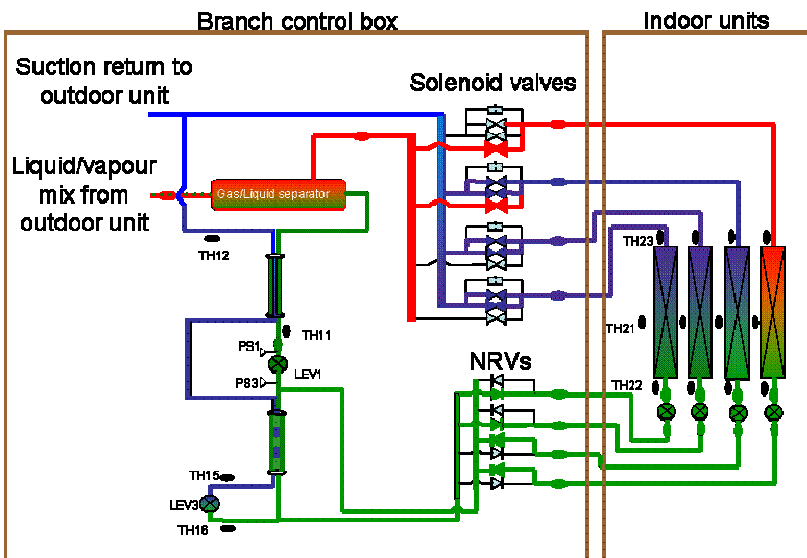 Branch control box
Indoor units
Suction return to
outdoor unit
Solenoid valves
Liquid/vapour
mix from
outdoor unit
Gas/Liquid separator
TH12
TH23
TH11
TH21
PS1
LEV1
NRVs
PS3
TH22
TH15
LEV3
TH16